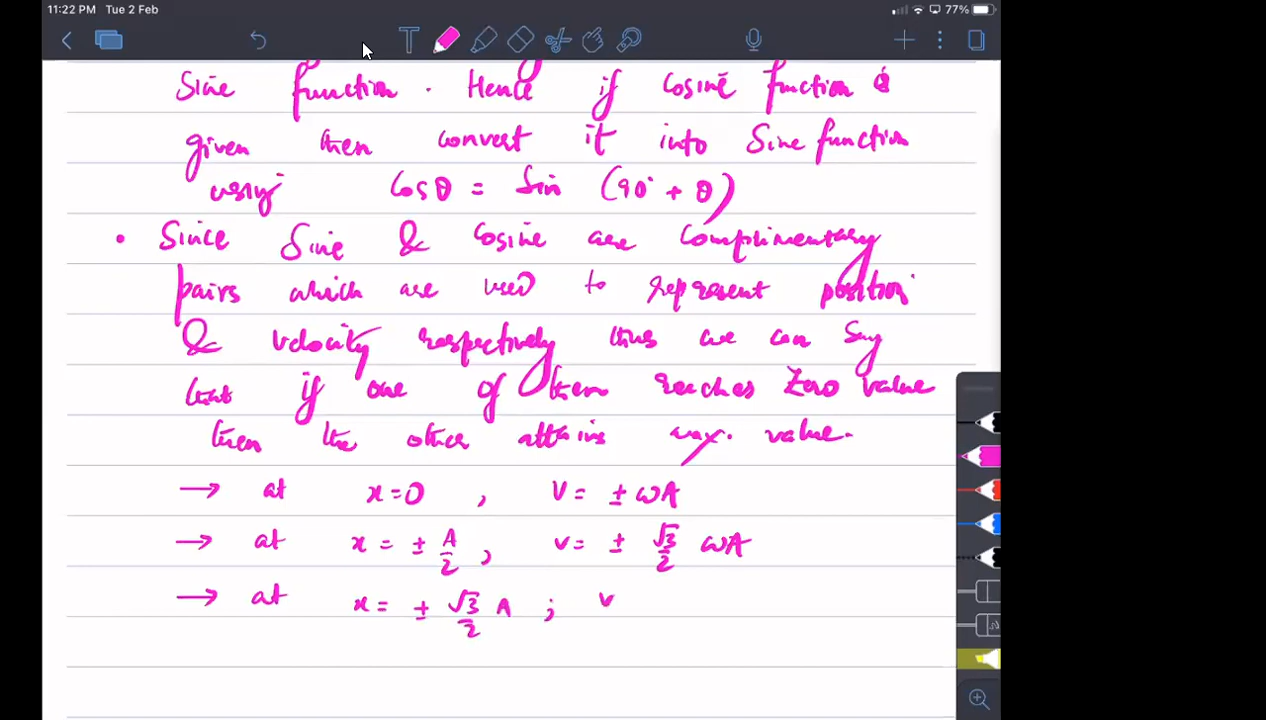 11:22 PM Tue 2 Feb 77%
T
Sine function. Hence if cosine function is
given then convert it into Sine function
using cosθ = Sin (90° + θ)
• Since Sine & cosine are complimentary
pairs which are used to represent position
& velocity respectively thus we can say
that if one of them reaches zero value
then the other attains max. value.
→ at x=0 , V= ± ωA
→ at x = ± A/2 , v= ± √3/2 ωA
→ at x= ± √3/2 A ; v